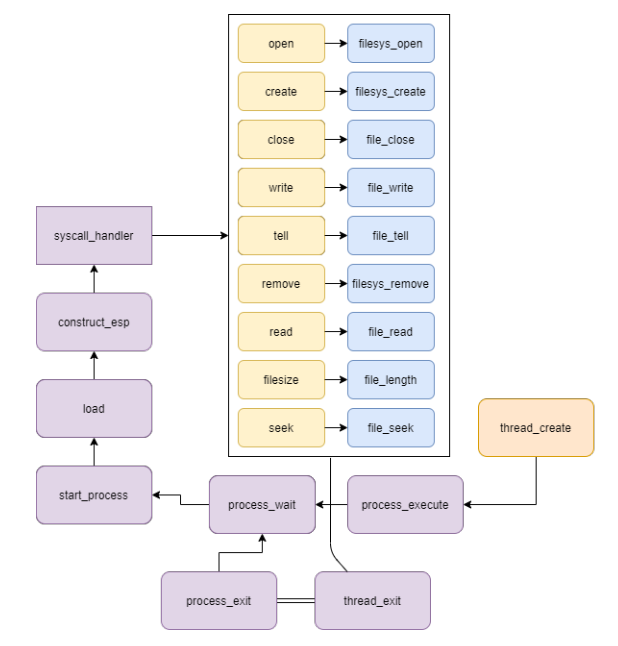 open
filesys_open
create
filesys_create
close
file_close
write
file_write
syscall_handler
tell
file_tell
remove
filesys_remove
construct_esp
read
file_read
filesize
file_length
load
seek
file_seek
thread_create
start_process
process_wait
process_execute
process_exit
thread_exit